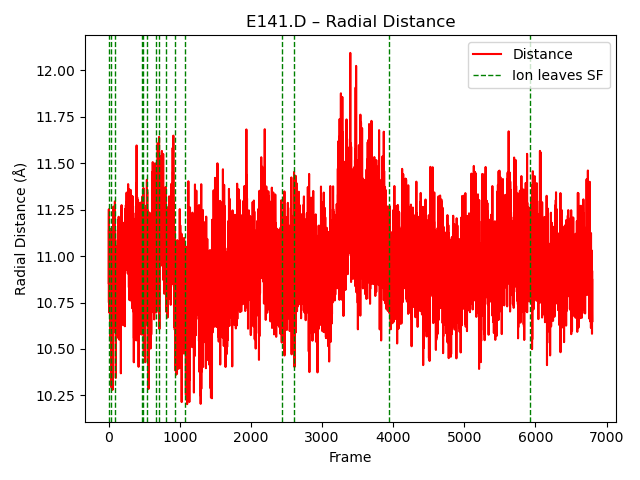 E141.D – Radial Distance
Distance
Ion leaves SF
Radial Distance (Å)
12.00
11.75
11.50
11.25
11.00
10.75
10.50
10.25
0 1000 2000 3000 4000 5000 6000 7000
Frame